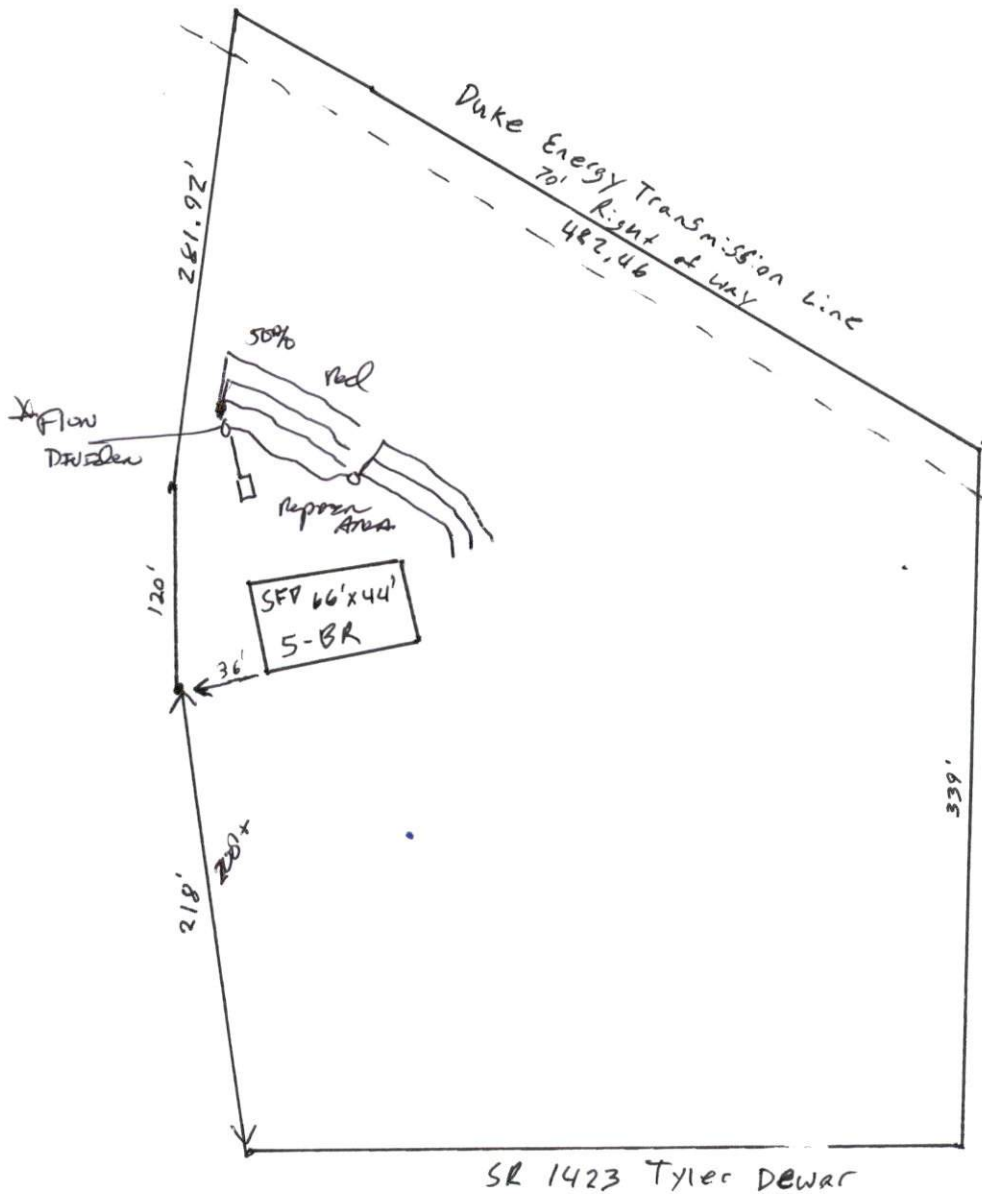 Duke Energy Transmission Line
70' Right of way
482.46
281.92'
50%
Red
* Flow
Divider
Repair
Area
120'
SFD 66'x44'
5-BR
36'
339'
218'
SR 1423 Tyler Dewar